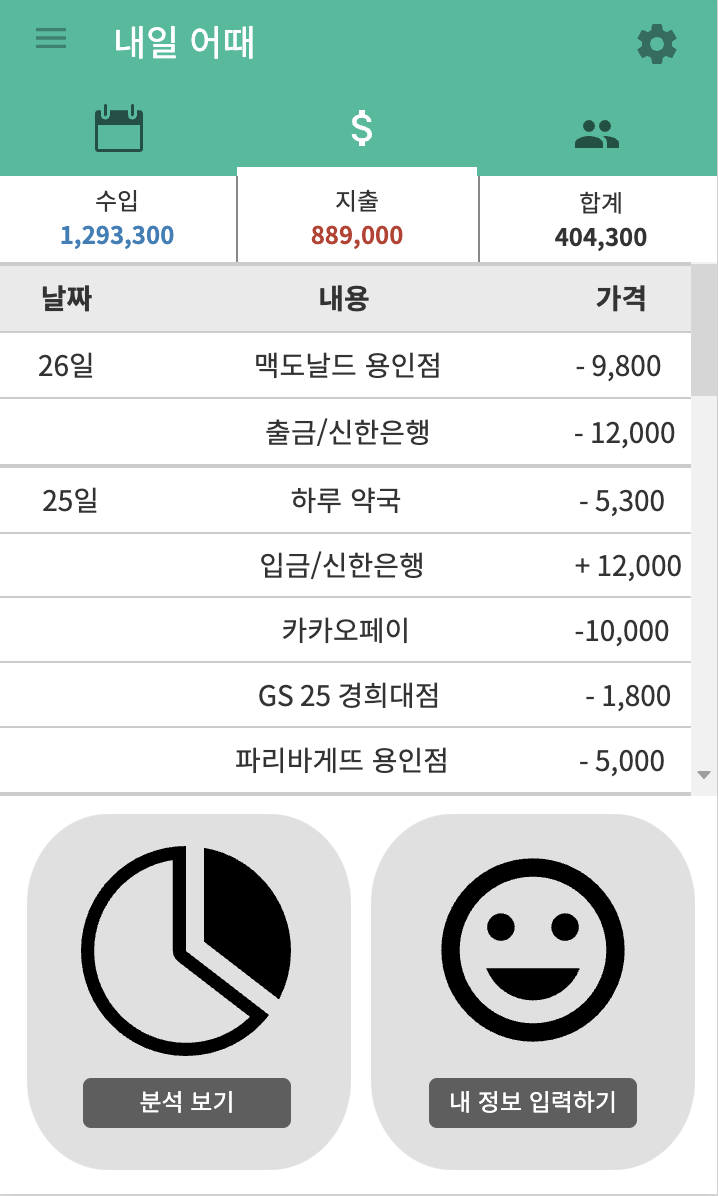 내일 어때
$
수입 지출 합계
1,293,300 889,000 404,300
날짜 내용 가격
26일 맥도날드 용인점 - 9,800
출금/신한은행 - 12,000
25일 하루 약국 - 5,300
입금/신한은행 + 12,000
카카오페이 -10,000
GS 25 경희대점 - 1,800
파리바게뜨 용인점 - 5,000
분석 보기 내 정보 입력하기